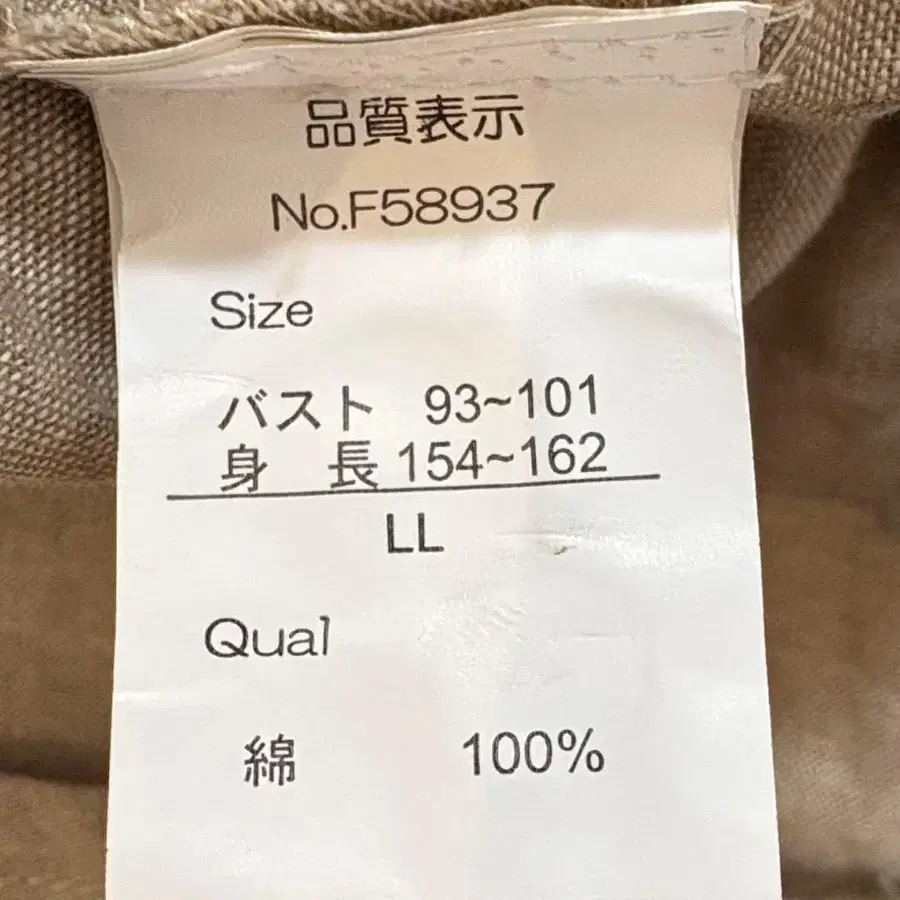 品質表示
No.F58937
Size
バスト 93~101
身 長 154~162
LL
Qual
綿 100%